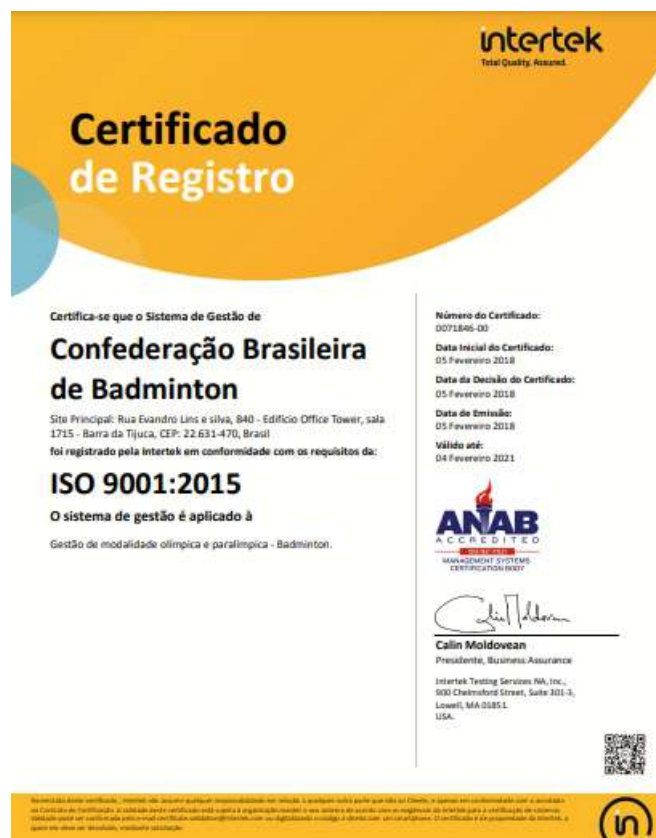 intertek
Total Quality. Assured.
Certificado
de Registro
Certifica-se que o Sistema de Gestão de
Confederação Brasileira
de Badminton
Site Principal: Rua Evandro Lins e silva, 840 - Edifício Office Tower, sala
1715 - Barra da Tijuca, CEP: 22.631-470, Brasil
foi registrado pela Intertek em conformidade com os requisitos da:
ISO 9001:2015
O sistema de gestão é aplicado à
Gestão de modalidade olímpica e paralímpica - Badminton.
Número do Certificado:
0071846-00
Data Inicial do Certificado:
05 Fevereiro 2018
Data da Decisão do Certificado:
05 Fevereiro 2018
Data de Emissão:
05 Fevereiro 2018
Válido até:
04 Fevereiro 2021
ANAB
ACCREDITED
MANAGEMENT SYSTEMS
CERTIFICATION BODY
Calin Moldovean
Presidente, Business Assurance
Intertek Testing Services NA, Inc.,
900 Chelmsford Street, Suite 301-3,
Lowell, MA 01851.
USA.
in